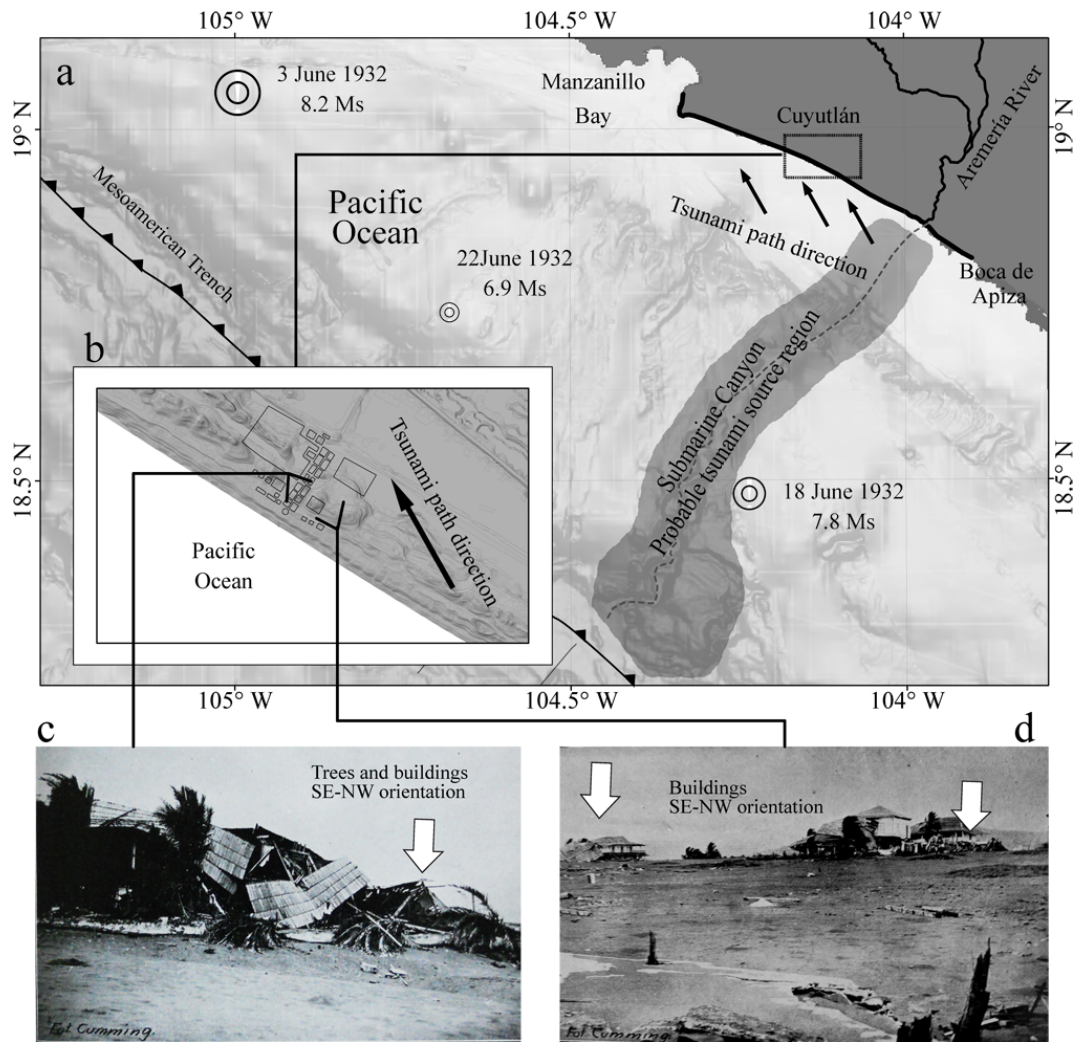 105° W
104.5° W
104° W
a
3 June 1932
8.2 Ms
Manzanillo
Bay
Cuyutlán
Aremería River
19° N
19° N
Mesoamerican Trench
Pacific
Ocean
Tsunami path direction
22June 1932
6.9 Ms
Boca de
Apiza
b
Submarine Canyon
Probable tsunami source region
18.5° N
18.5° N
18 June 1932
7.8 Ms
Tsunami path direction
Pacific
Ocean
105° W
104.5° W
104° W
c
d
Trees and buildings
SE-NW orientation
Buildings
SE-NW orientation
Fot Cumming.
Fot Cumming.